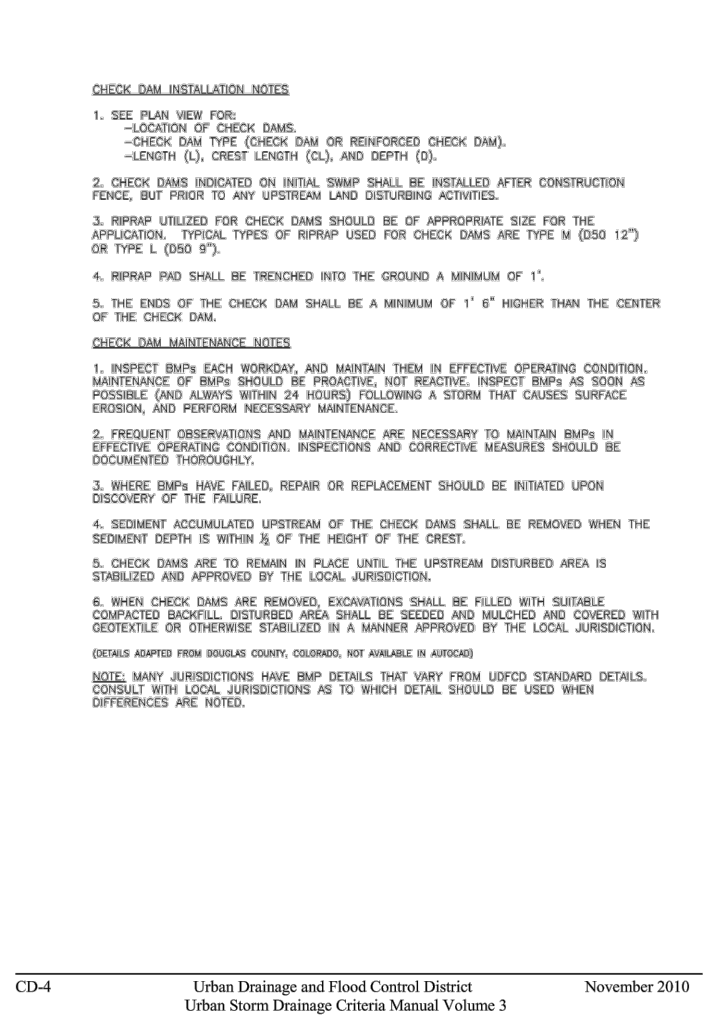 CHECK DAM INSTALLATION NOTES
1. SEE PLAN VIEW FOR:
-LOCATION OF CHECK DAMS.
-CHECK DAM TYPE (CHECK DAM OR REINFORCED CHECK DAM).
-LENGTH (L), CREST LENGTH (CL), AND DEPTH (D).
2. CHECK DAMS INDICATED ON INITIAL SWMP SHALL BE INSTALLED AFTER CONSTRUCTION
FENCE, BUT PRIOR TO ANY UPSTREAM LAND DISTURBING ACTIVITIES.
3. RIPRAP UTILIZED FOR CHECK DAMS SHOULD BE OF APPROPRIATE SIZE FOR THE
APPLICATION. TYPICAL TYPES OF RIPRAP USED FOR CHECK DAMS ARE TYPE M (D50 12")
OR TYPE L (D50 9").
4. RIPRAP PAD SHALL BE TRENCHED INTO THE GROUND A MINIMUM OF 1'.
5. THE ENDS OF THE CHECK DAM SHALL BE A MINIMUM OF 1' 6" HIGHER THAN THE CENTER
OF THE CHECK DAM.
CHECK DAM MAINTENANCE NOTES
1. INSPECT BMPs EACH WORKDAY, AND MAINTAIN THEM IN EFFECTIVE OPERATING CONDITION.
MAINTENANCE OF BMPs SHOULD BE PROACTIVE, NOT REACTIVE. INSPECT BMPs AS SOON AS
POSSIBLE (AND ALWAYS WITHIN 24 HOURS) FOLLOWING A STORM THAT CAUSES SURFACE
EROSION, AND PERFORM NECESSARY MAINTENANCE.
2. FREQUENT OBSERVATIONS AND MAINTENANCE ARE NECESSARY TO MAINTAIN BMPs IN
EFFECTIVE OPERATING CONDITION. INSPECTIONS AND CORRECTIVE MEASURES SHOULD BE
DOCUMENTED THOROUGHLY.
3. WHERE BMPs HAVE FAILED, REPAIR OR REPLACEMENT SHOULD BE INITIATED UPON
DISCOVERY OF THE FAILURE.
4. SEDIMENT ACCUMULATED UPSTREAM OF THE CHECK DAMS SHALL BE REMOVED WHEN THE
SEDIMENT DEPTH IS WITHIN ½ OF THE HEIGHT OF THE CREST.
5. CHECK DAMS ARE TO REMAIN IN PLACE UNTIL THE UPSTREAM DISTURBED AREA IS
STABILIZED AND APPROVED BY THE LOCAL JURISDICTION.
6. WHEN CHECK DAMS ARE REMOVED, EXCAVATIONS SHALL BE FILLED WITH SUITABLE
COMPACTED BACKFILL. DISTURBED AREA SHALL BE SEEDED AND MULCHED AND COVERED WITH
GEOTEXTILE OR OTHERWISE STABILIZED IN A MANNER APPROVED BY THE LOCAL JURISDICTION.
(DETAILS ADAPTED FROM DOUGLAS COUNTY, COLORADO, NOT AVAILABLE IN AUTOCAD)
NOTE: MANY JURISDICTIONS HAVE BMP DETAILS THAT VARY FROM UDFCD STANDARD DETAILS.
CONSULT WITH LOCAL JURISDICTIONS AS TO WHICH DETAIL SHOULD BE USED WHEN
DIFFERENCES ARE NOTED.
CD-4 Urban Drainage and Flood Control District November 2010
Urban Storm Drainage Criteria Manual Volume 3